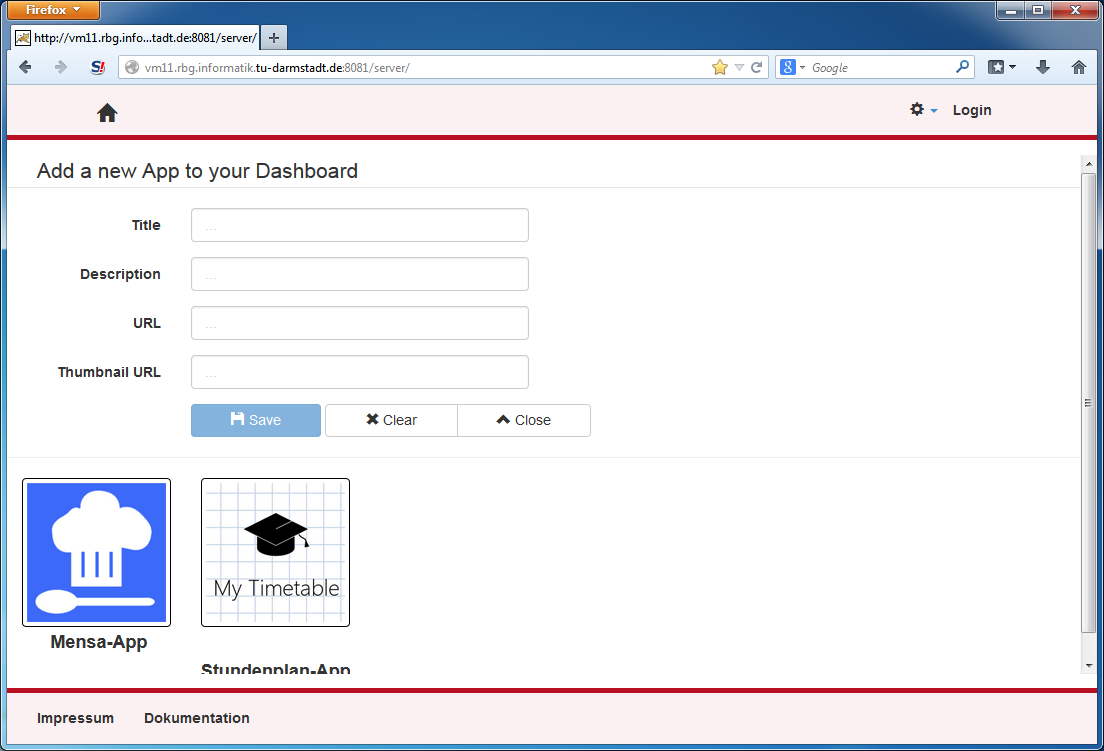 Firefox
http://vm11.rbg.info...tadt.de:8081/server/
S!
vm11.rbg.informatik.tu-darmstadt.de:8081/server/
8 Google
Login
Add a new App to your Dashboard
Title ...
Description ...
URL ...
Thumbnail URL ...
Save Clear Close
My Timetable
Mensa-App
Stundenplan-App
Impressum Dokumentation